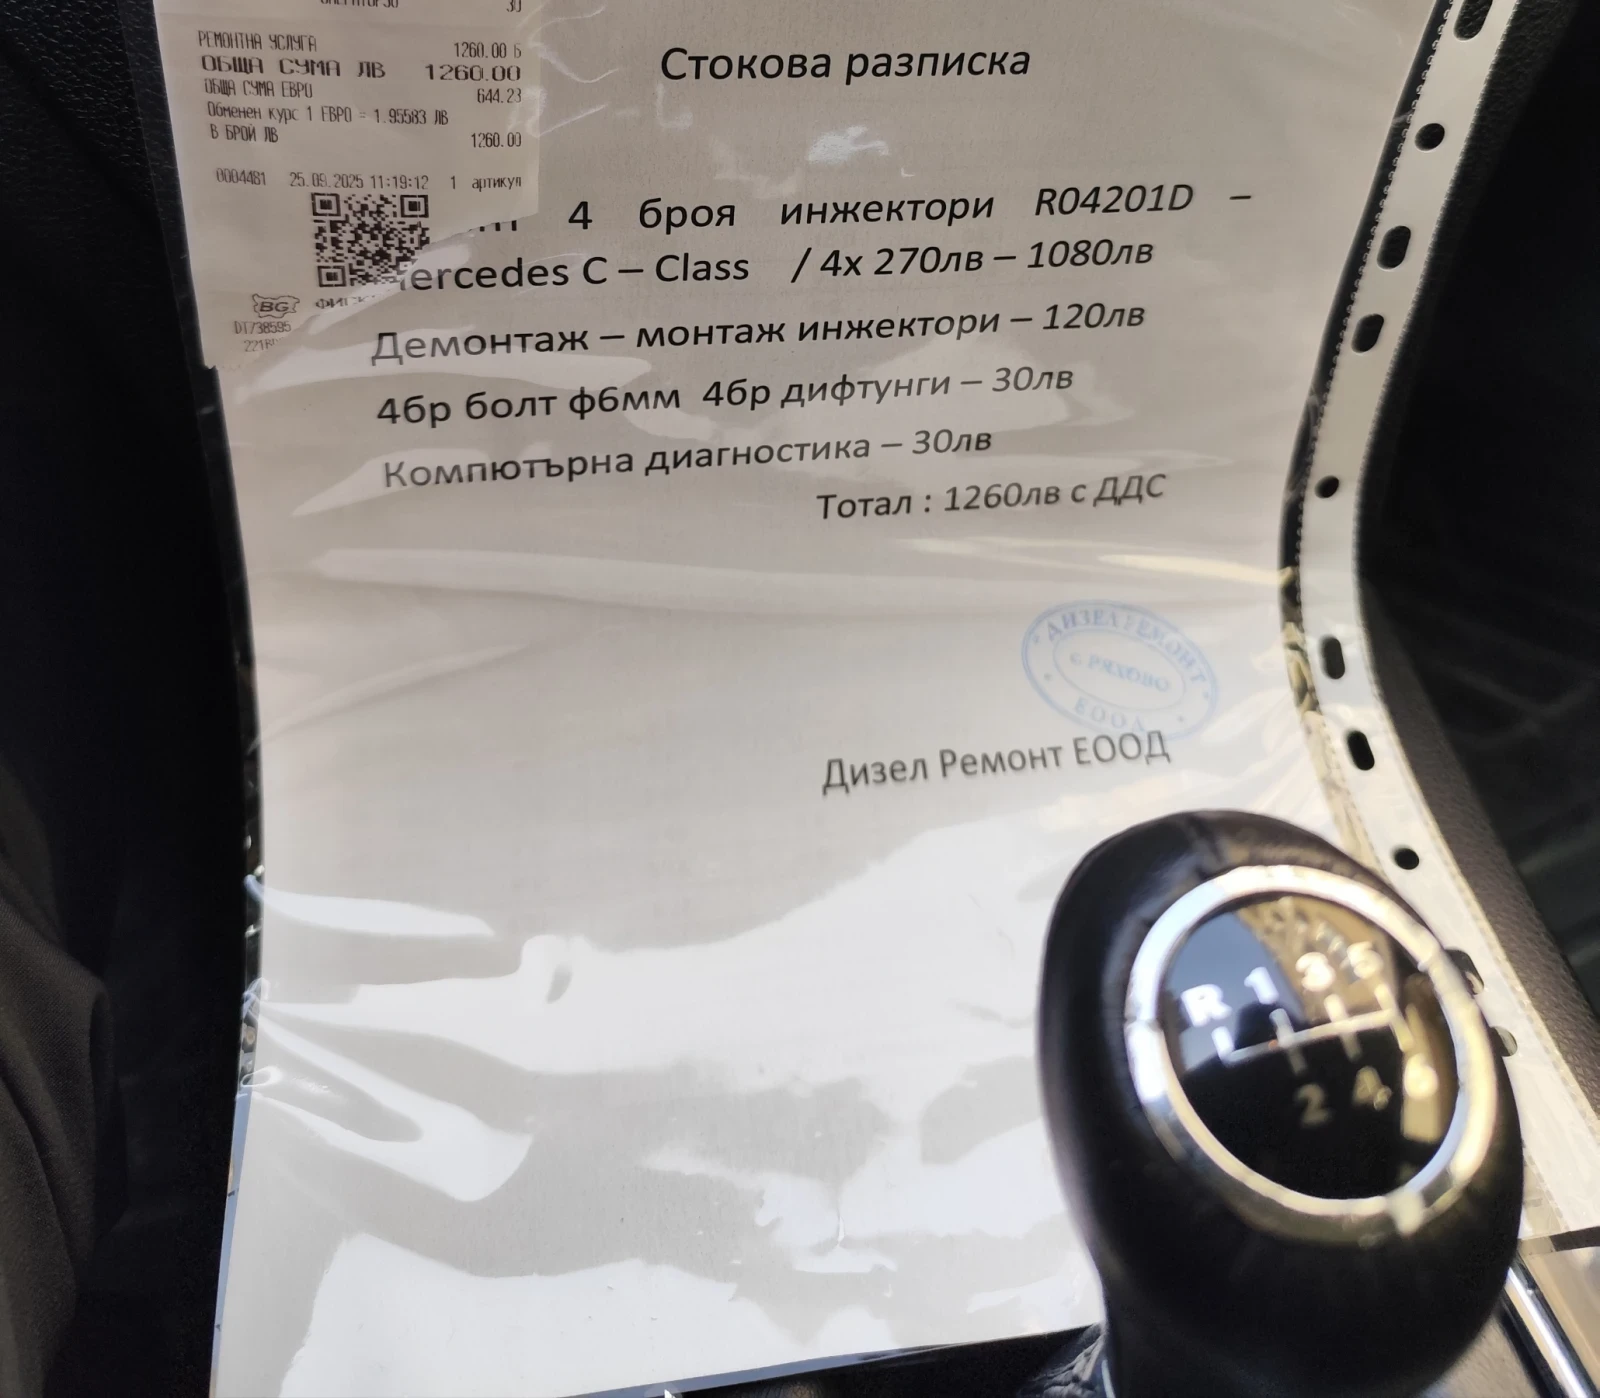 30
РЕМОНТНА УСЛУГА 1260.00 Б
ОБЩА СУМА ЛВ 1260.00
ОБЩА СУМА ЕВРО 644.23
Обменен курс 1 ЕВРО = 1.95583 ЛВ
В БРОЙ ЛВ 1260.00
0004481 25.09.2025 11:19:12 1 артикул
BG
DT738595
Стокова разписка
4 броя инжектори R04201D –
Mercedes C – Class / 4x 270лв – 1080лв
Демонтаж – монтаж инжектори – 120лв
4бр болт ф6мм 4бр дифтунги – 30лв
Компютърна диагностика – 30лв
Тотал : 1260лв с ДДС
ДИЗЕЛ РЕМОНТ
с РЯХОВО
ЕООД
Дизел Ремонт ЕООД
R 1 3 5
2 4 6